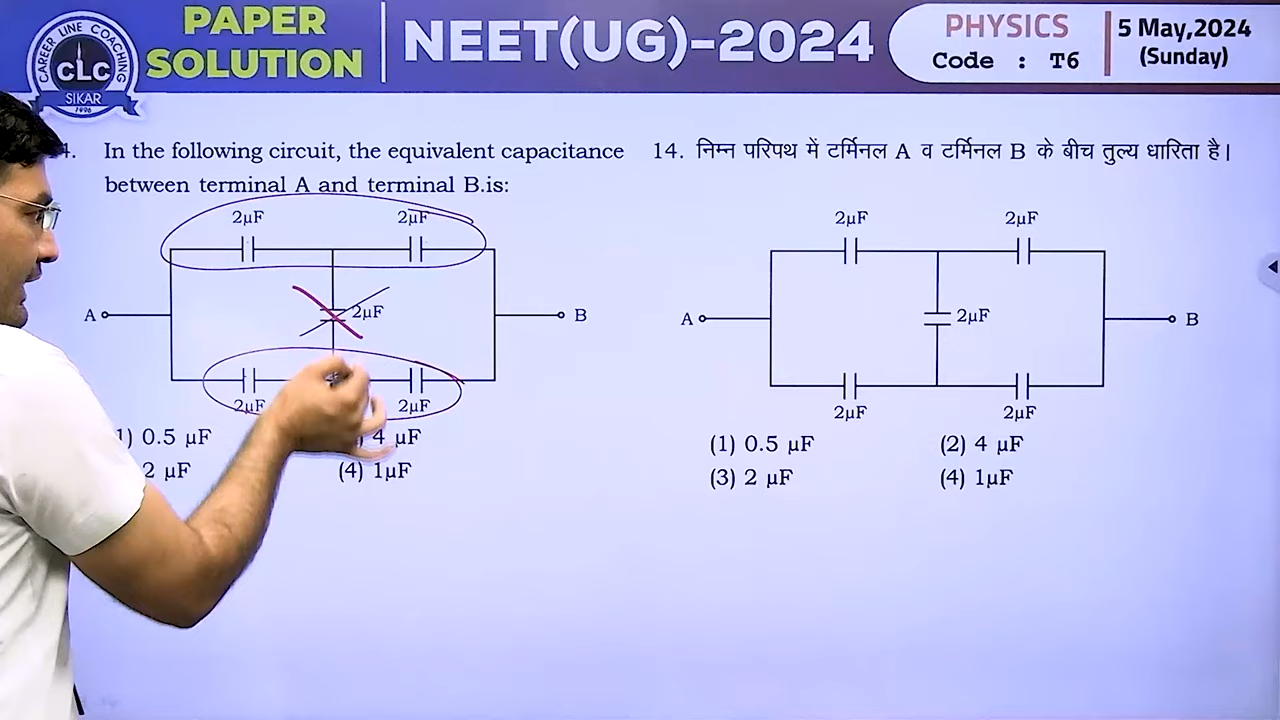 CAREER LINE COACHING
CLC
SIKAR
1996
PAPER
SOLUTION
NEET(UG)-2024
PHYSICS
Code : T6
5 May,2024
(Sunday)
4. In the following circuit, the equivalent capacitance
between terminal A and terminal B.is:
2µF 2µF
A 2µF B
2µF 2µF
1) 0.5 µF ) 4 µF
2 µF (4) 1µF
14. निम्न परिपथ में टर्मिनल A व टर्मिनल B के बीच तुल्य धारिता है।
2µF 2µF
A 2µF B
2µF 2µF
(1) 0.5 µF (2) 4 µF
(3) 2 µF (4) 1µF